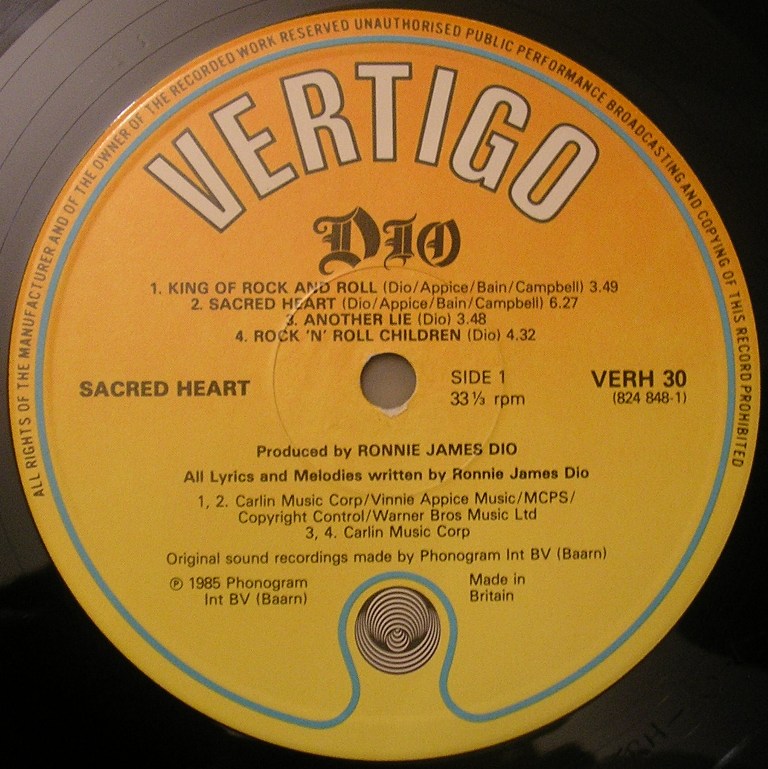 ALL RIGHTS OF THE MANUFACTURER AND OF THE OWNER OF THE RECORDED WORK RESERVED UNAUTHORISED PUBLIC PERFORMANCE BROADCASTING AND COPYING OF THIS RECORD PROHIBITED
VERTIGO
DIO
1. KING OF ROCK AND ROLL (Dio/Appice/Bain/Campbell) 3.49
2. SACRED HEART (Dio/Appice/Bain/Campbell) 6.27
3. ANOTHER LIE (Dio) 3.48
4. ROCK 'N' ROLL CHILDREN (Dio) 4.32
SACRED HEART
SIDE 1
33⅓ rpm
VERH 30
(824 848-1)
Produced by RONNIE JAMES DIO
All Lyrics and Melodies written by Ronnie James Dio
1, 2. Carlin Music Corp/Vinnie Appice Music/MCPS/
Copyright Control/Warner Bros Music Ltd
3, 4. Carlin Music Corp
Original sound recordings made by Phonogram Int BV (Baarn)
℗ 1985 Phonogram
Int BV (Baarn)
Made in
Britain